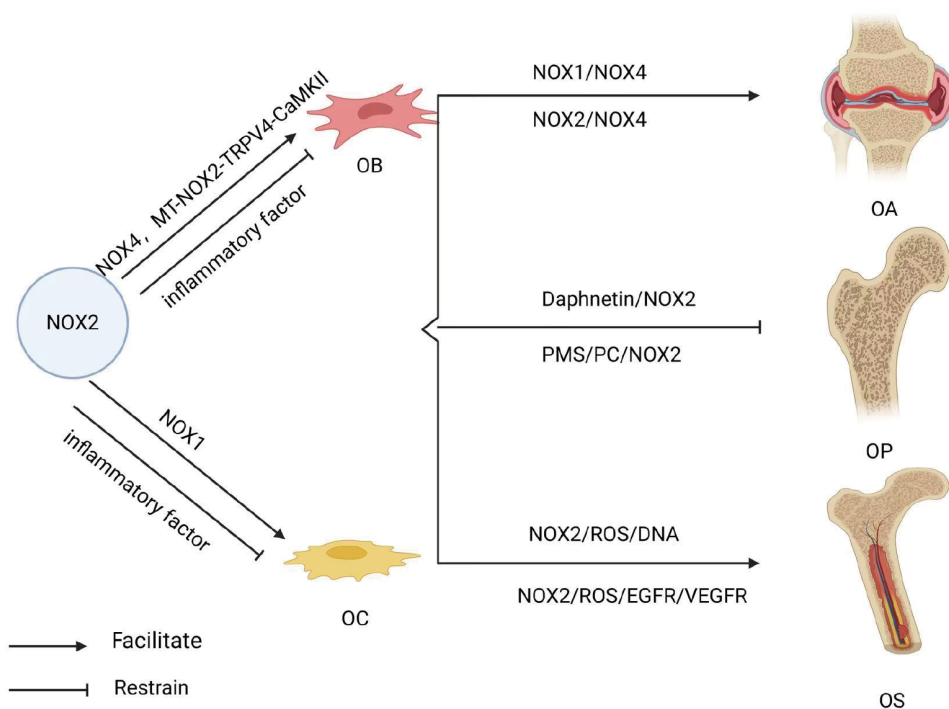 NOX4, MT-NOX2-TRPV4-CaMKII
inflammatory factor
OB
NOX2
NOX1
inflammatory factor
OC
NOX1/NOX4
NOX2/NOX4
OA
Daphnetin/NOX2
PMS/PC/NOX2
OP
NOX2/ROS/DNA
NOX2/ROS/EGFR/VEGFR
OS
Facilitate
Restrain